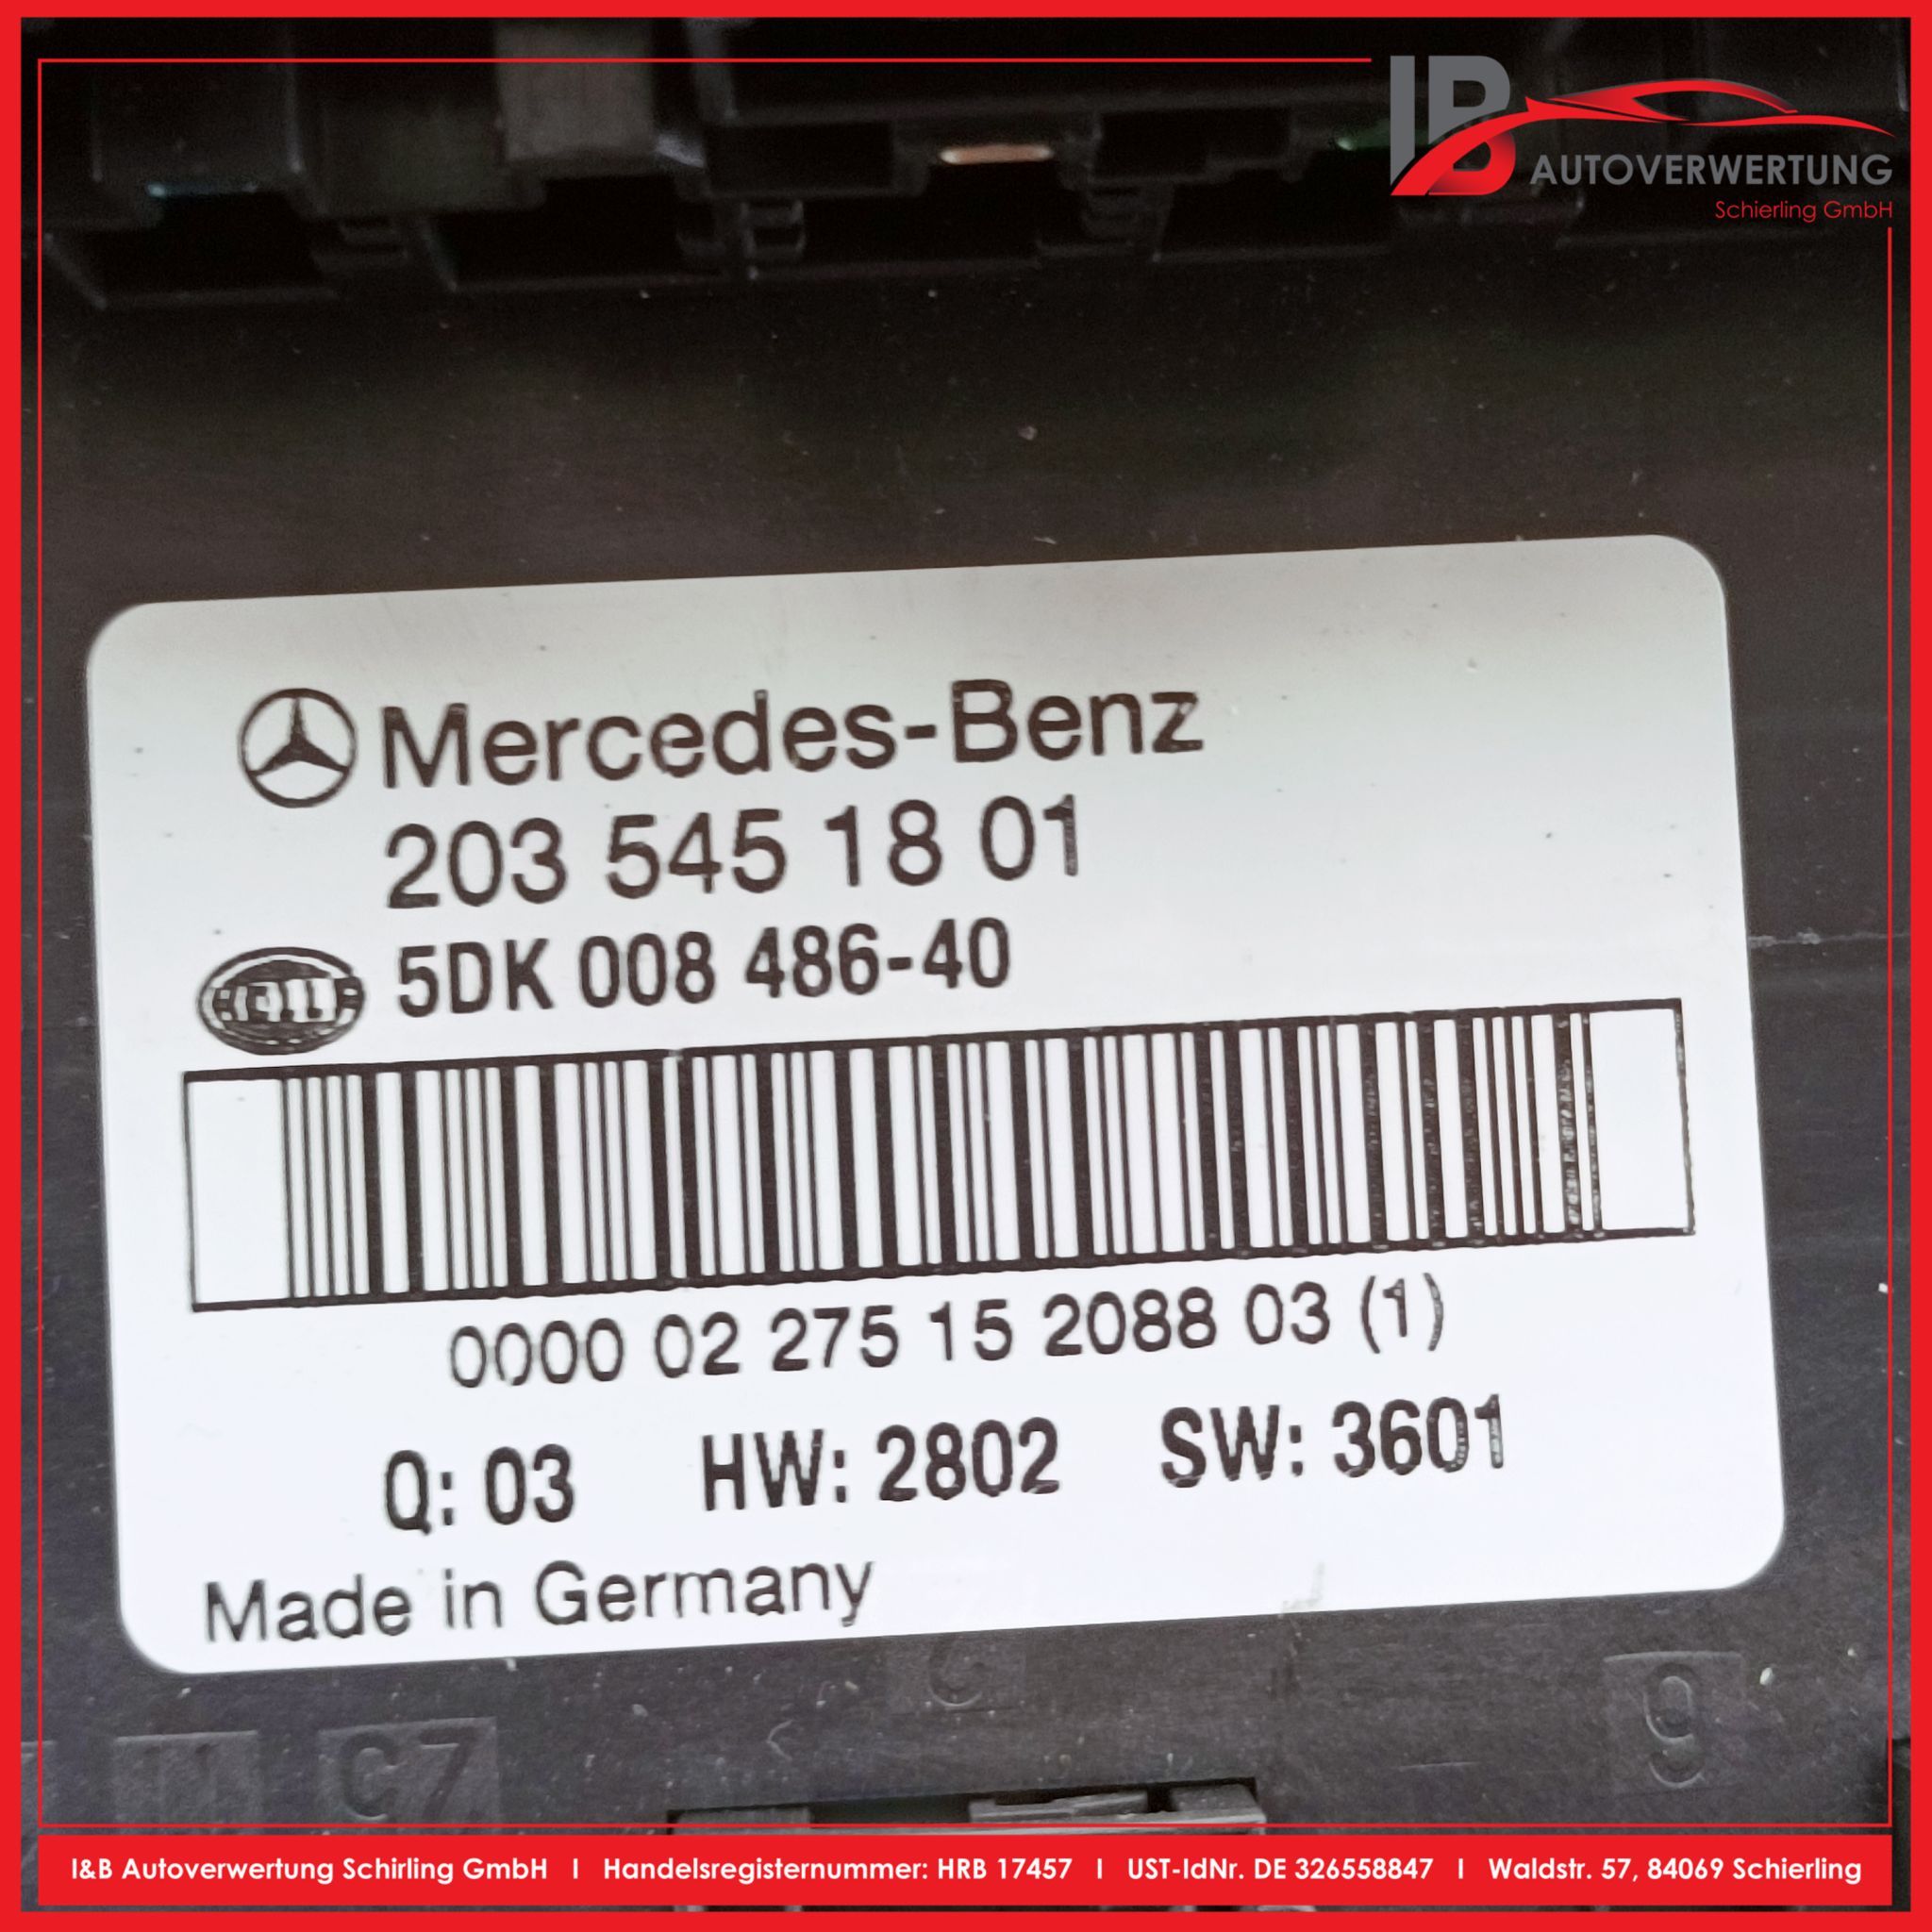 IB AUTOVERWERTUNG
Schierling GmbH
Mercedes-Benz
203 545 18 01
HELLA 5DK 008 486-40
0000 02 275 15 2088 03 (1)
Q: 03 HW: 2802 SW: 3601
Made in Germany
9
C7
I&B Autoverwertung Schirling GmbH I Handelsregisternummer: HRB 17457 I UST-IdNr. DE 326558847 I Waldstr. 57, 84069 Schierling